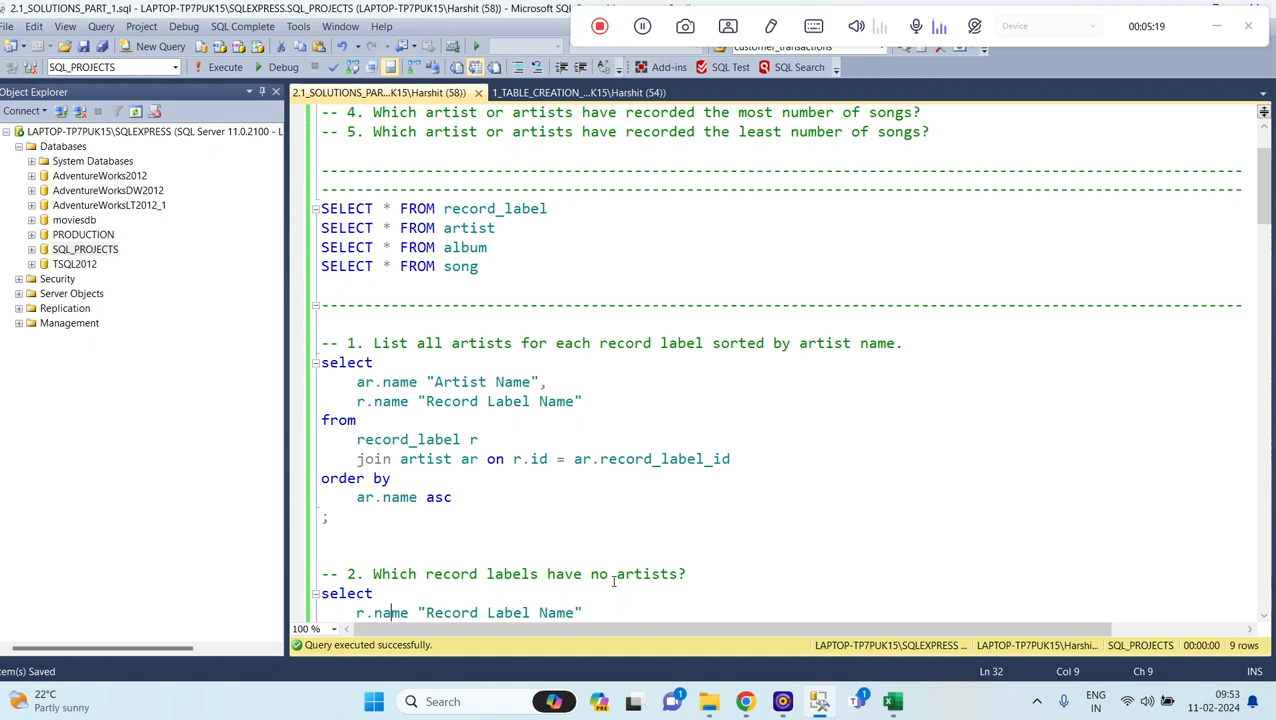 2.1_SOLUTIONS_PART_1.sql - LAPTOP-TP7PUK15\SQLEXPRESS.SQL_PROJECTS (LAPTOP-TP7PUK15\Harshit (58)) - Microsoft SQL
Device
00:05:19
File Edit View Query Project Debug SQL Complete Tools Window Help
New Query
customer_transactions
SQL_PROJECTS
Execute
Debug
Add-ins
SQL Test
SQL Search
Object Explorer
2.1_SOLUTIONS_PAR...K15\Harshit (58))
1_TABLE_CREATION_...K15\Harshit (54))
Connect
LAPTOP-TP7PUK15\SQLEXPRESS (SQL Server 11.0.2100 - L
Databases
System Databases
AdventureWorks2012
AdventureWorksDW2012
AdventureWorksLT2012_1
moviesdb
PRODUCTION
SQL_PROJECTS
TSQL2012
Security
Server Objects
Replication
Management
-- 4. Which artist or artists have recorded the most number of songs?
-- 5. Which artist or artists have recorded the least number of songs?
SELECT * FROM record_label
SELECT * FROM artist
SELECT * FROM album
SELECT * FROM song
-- 1. List all artists for each record label sorted by artist name.
select
ar.name "Artist Name",
r.name "Record Label Name"
from
record_label r
join artist ar on r.id = ar.record_label_id
order by
ar.name asc
;
-- 2. Which record labels have no artists?
select
r.name "Record Label Name"
100 %
Query executed successfully.
LAPTOP-TP7PUK15\SQLEXPRESS ...
LAPTOP-TP7PUK15\Harsh...
SQL_PROJECTS
00:00:00
9 rows
em(s) Saved
Ln 32
Col 9
Ch 9
INS
22°C
Partly sunny
Search
PRE
1
1
ENG
IN
09:53
11-02-2024